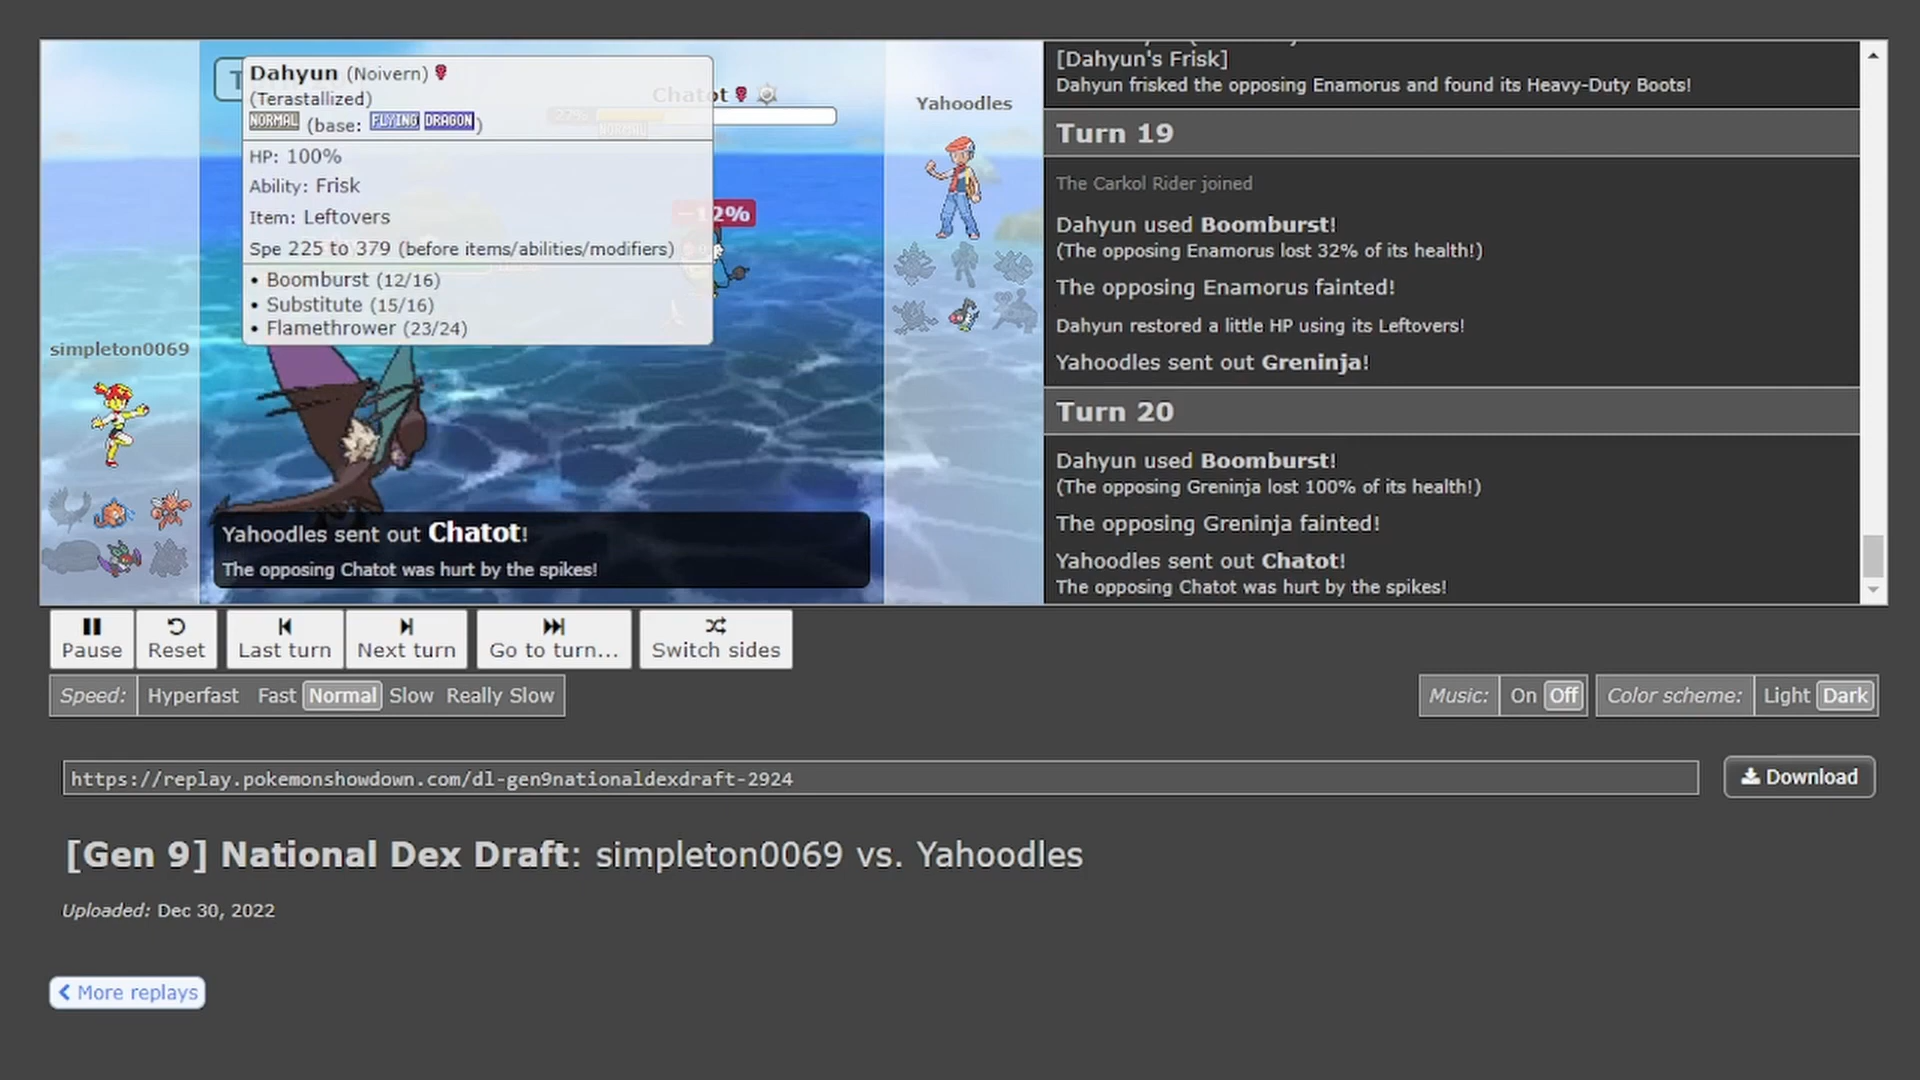 Dahyun (Noivern)
(Terastallized)
NORMAL (base: FLYING DRAGON)
HP: 100%
Ability: Frisk
Item: Leftovers
Spe 225 to 379 (before items/abilities/modifiers)
• Boomburst (12/16)
• Substitute (15/16)
• Flamethrower (23/24)
Chatot
27%
NORMAL
−12%
simpleton0069
Yahoodles
Yahoodles sent out Chatot!
The opposing Chatot was hurt by the spikes!
[Dahyun's Frisk]
Dahyun frisked the opposing Enamorus and found its Heavy-Duty Boots!
Turn 19
The Carkol Rider joined
Dahyun used Boomburst!
(The opposing Enamorus lost 32% of its health!)
The opposing Enamorus fainted!
Dahyun restored a little HP using its Leftovers!
Yahoodles sent out Greninja!
Turn 20
Dahyun used Boomburst!
(The opposing Greninja lost 100% of its health!)
The opposing Greninja fainted!
Yahoodles sent out Chatot!
The opposing Chatot was hurt by the spikes!
Pause Reset Last turn Next turn Go to turn... Switch sides
Speed: Hyperfast Fast Normal Slow Really Slow
Music: On Off Color scheme: Light Dark
https://replay.pokemonshowdown.com/dl-gen9nationaldexdraft-2924
Download
[Gen 9] National Dex Draft: simpleton0069 vs. Yahoodles
Uploaded: Dec 30, 2022
More replays